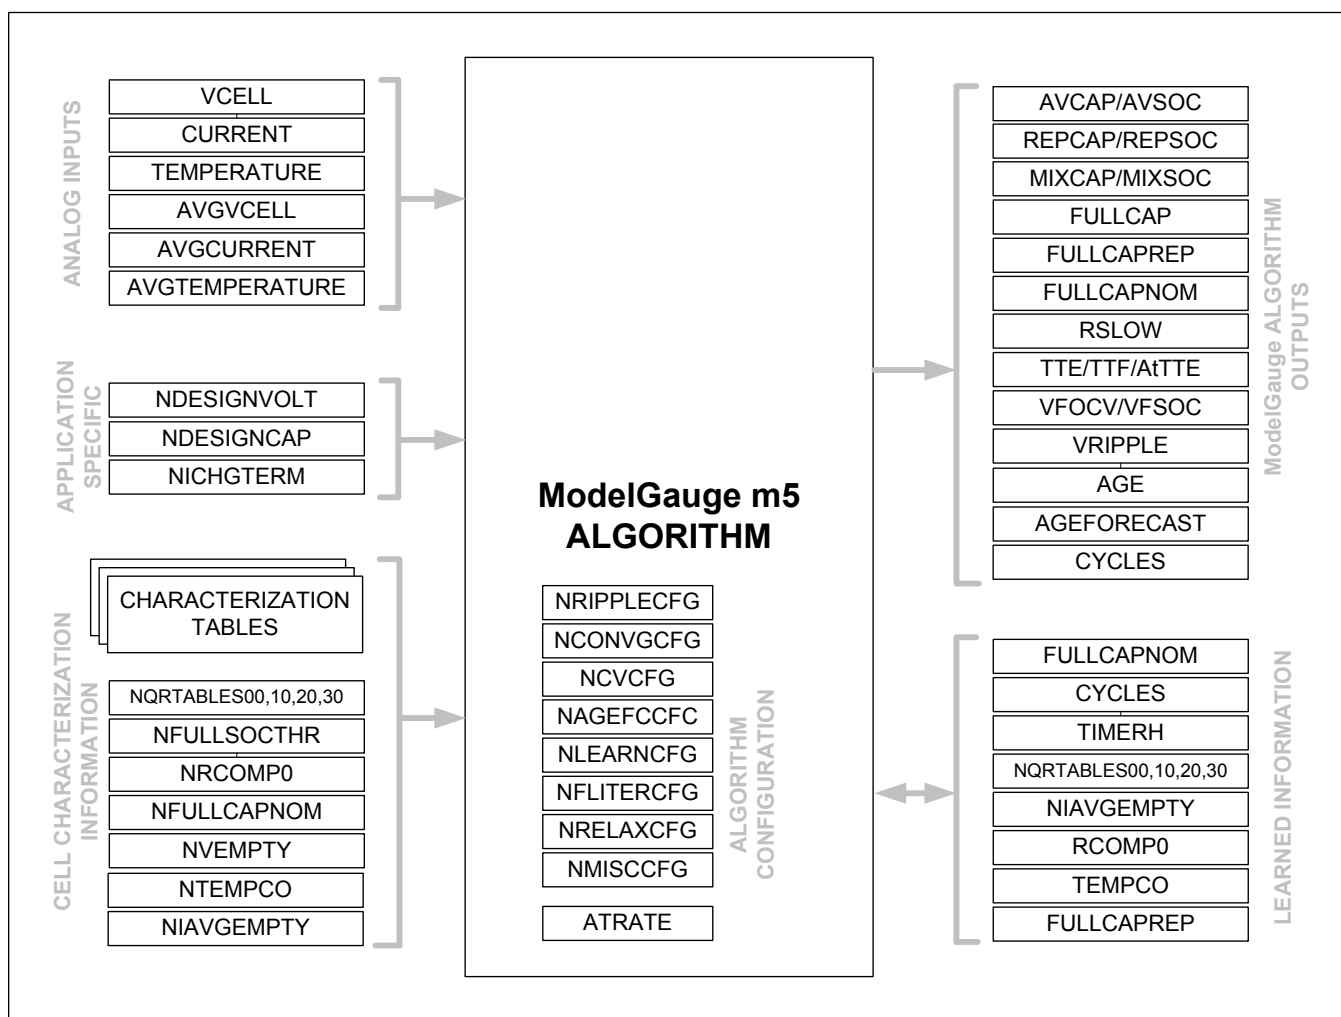 ANALOG INPUTS
VCELL
CURRENT
TEMPERATURE
AVGVCELL
AVGCURRENT
AVGTEMPERATURE
APPLICATION
SPECIFIC
NDESIGNVOLT
NDESIGNCAP
NICHGTERM
CELL CHARACTERIZATION
INFORMATION
CHARACTERIZATION
TABLES
NQRTABLES00,10,20,30
NFULLSOCTHR
NRCOMP0
NFULLCAPNOM
NVEMPTY
NTEMPCO
NIAVGEMPTY
ModelGauge m5
ALGORITHM
NRIPPLECFG
NCONVGCFG
NCVCFG
NAGEFCCFC
NLEARNCFG
NFLITERCFG
NRELAXCFG
NMISCCFG
ATRATE
ALGORITHM
CONFIGURATION
AVCAP/AVSOC
REPCAP/REPSOC
MIXCAP/MIXSOC
FULLCAP
FULLCAPREP
FULLCAPNOM
RSLOW
TTE/TTF/AtTTE
VFOCV/VFSOC
VRIPPLE
AGE
AGEFORECAST
CYCLES
ModelGauge ALGORITHM
OUTPUTS
FULLCAPNOM
CYCLES
TIMERH
NQRTABLES00,10,20,30
NIAVGEMPTY
RCOMP0
TEMPCO
FULLCAPREP
LEARNED INFORMATION